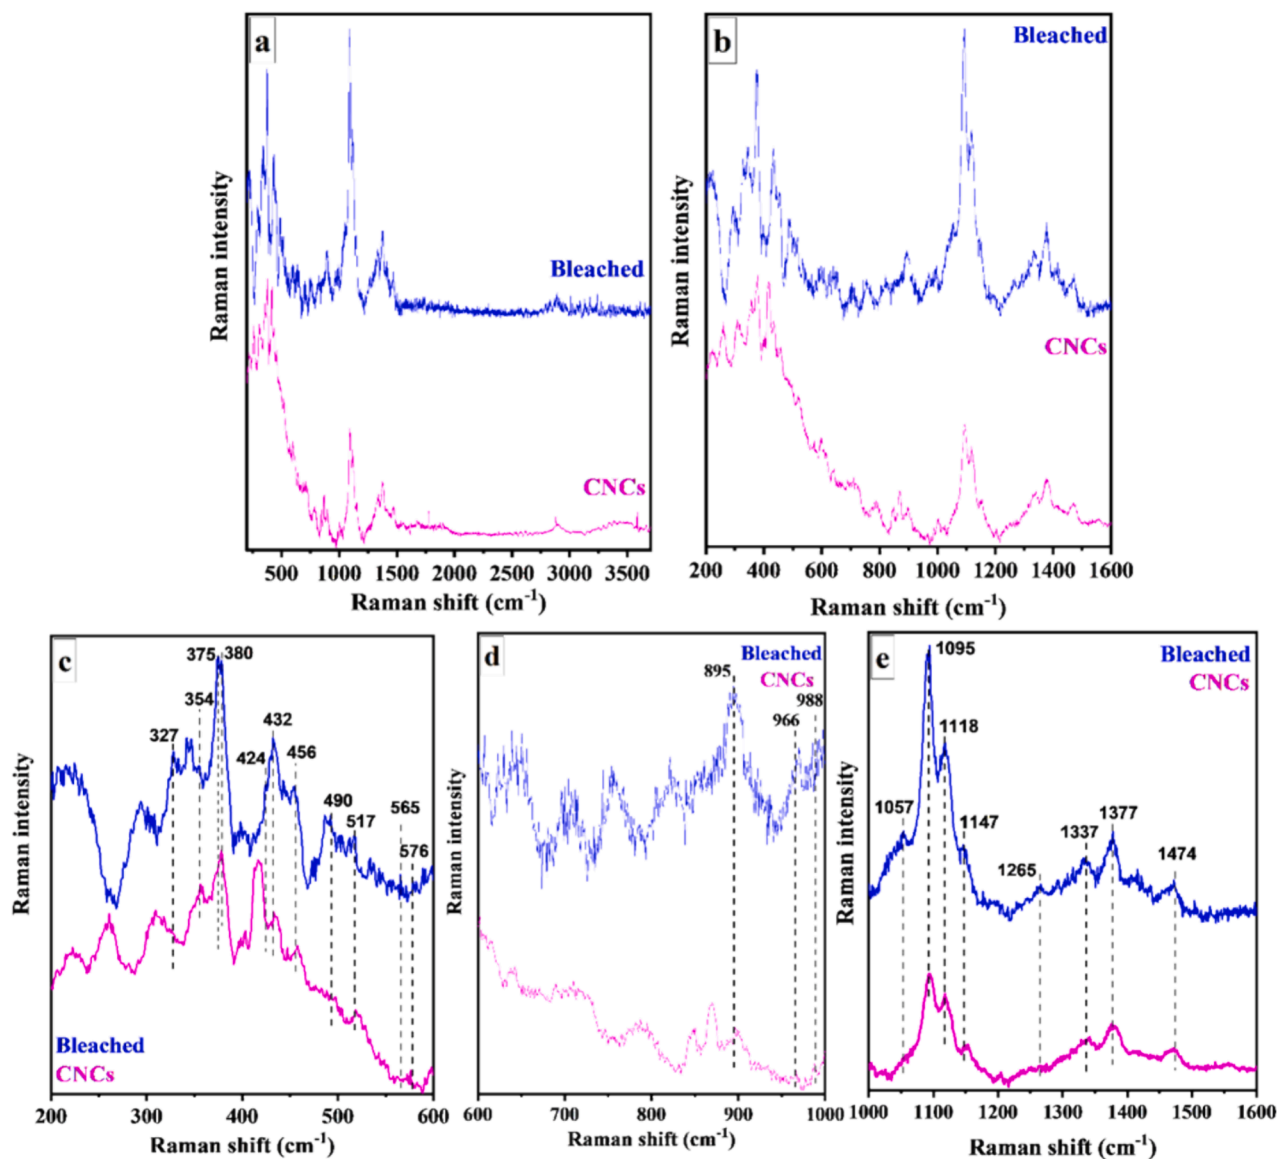 a
Bleached
CNCs
Raman intensity
500 1000 1500 2000 2500 3000 3500
Raman shift (cm⁻¹)
b
Bleached
CNCs
Raman intensity
200 400 600 800 1000 1200 1400 1600
Raman shift (cm⁻¹)
c
375 380
354
327
432
424
456
490
517
565
576
Bleached
CNCs
Raman intensity
200 300 400 500 600
Raman shift (cm⁻¹)
d
Bleached
CNCs
895
988
966
Raman intensity
600 700 800 900 1000
Raman shift (cm⁻¹)
e
Bleached
CNCs
1095
1118
1057
1147
1265
1337
1377
1474
Raman intensity
1000 1100 1200 1300 1400 1500 1600
Raman shift (cm⁻¹)